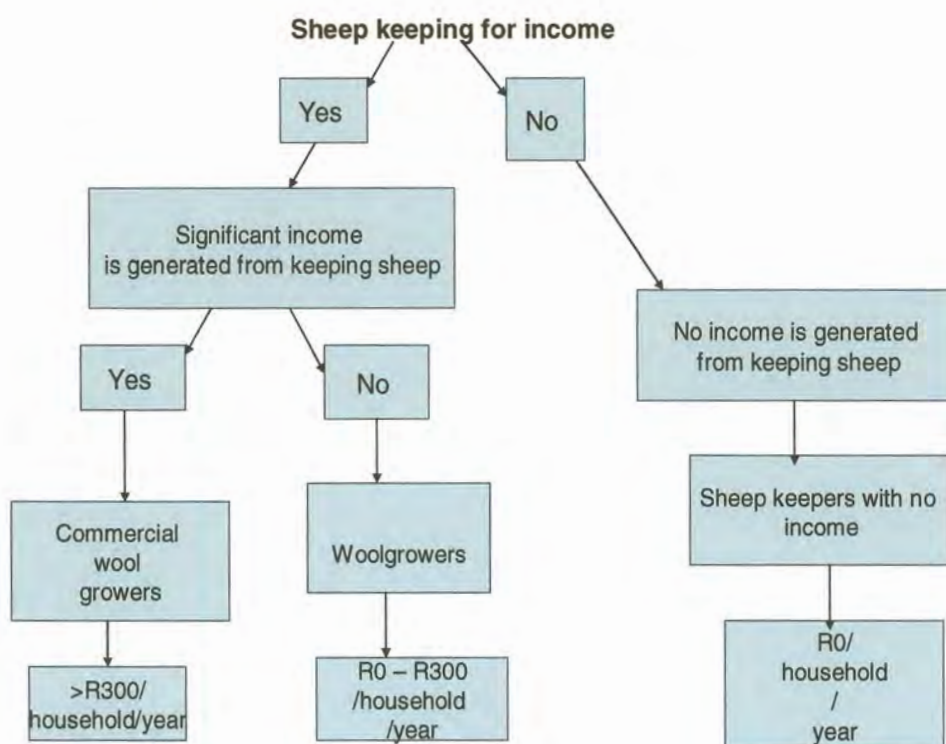 Sheep keeping for income
Yes
No
Significant income
is generated from keeping sheep
No income is generated
from keeping sheep
Yes
No
Commercial
wool
growers
Woolgrowers
Sheep keepers with no
income
>R300/
household/year
R0 – R300
/household
/year
R0/
household
/
year